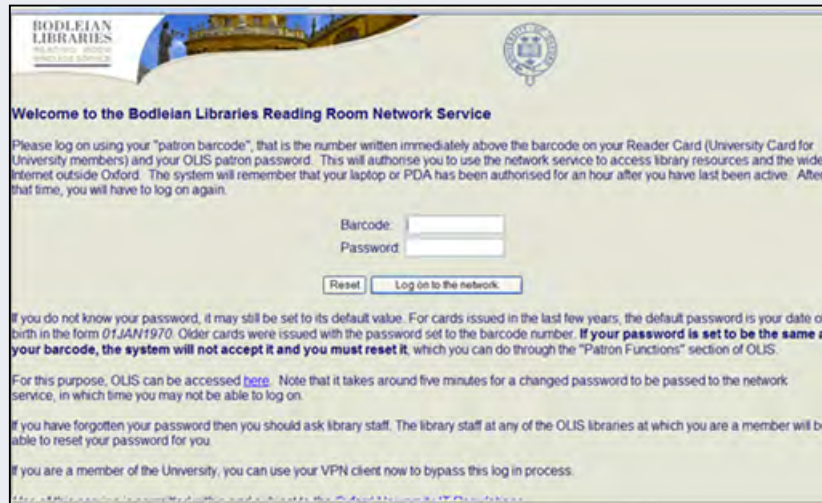 BODLEIAN
LIBRARIES
READING ROOM
WIRELESS SERVICE
Welcome to the Bodleian Libraries Reading Room Network Service
Please log on using your "patron barcode", that is the number written immediately above the barcode on your Reader Card (University Card for
University members) and your OLIS patron password. This will authorise you to use the network service to access library resources and the wide
Internet outside Oxford. The system will remember that your laptop or PDA has been authorised for an hour after you have last been active. After
that time, you will have to log on again.
Barcode:
Password:
Reset Log on to the network
If you do not know your password, it may still be set to its default value. For cards issued in the last few years, the default password is your date o
birth in the form 01JAN1970. Older cards were issued with the password set to the barcode number. If your password is set to be the same a
your barcode, the system will not accept it and you must reset it, which you can do through the "Patron Functions" section of OLIS.
For this purpose, OLIS can be accessed here. Note that it takes around five minutes for a changed password to be passed to the network
service, in which time you may not be able to log on.
If you have forgotten your password then you should ask library staff. The library staff at any of the OLIS libraries at which you are a member will be
able to reset your password for you.
If you are a member of the University, you can use your VPN client now to bypass this log in process.